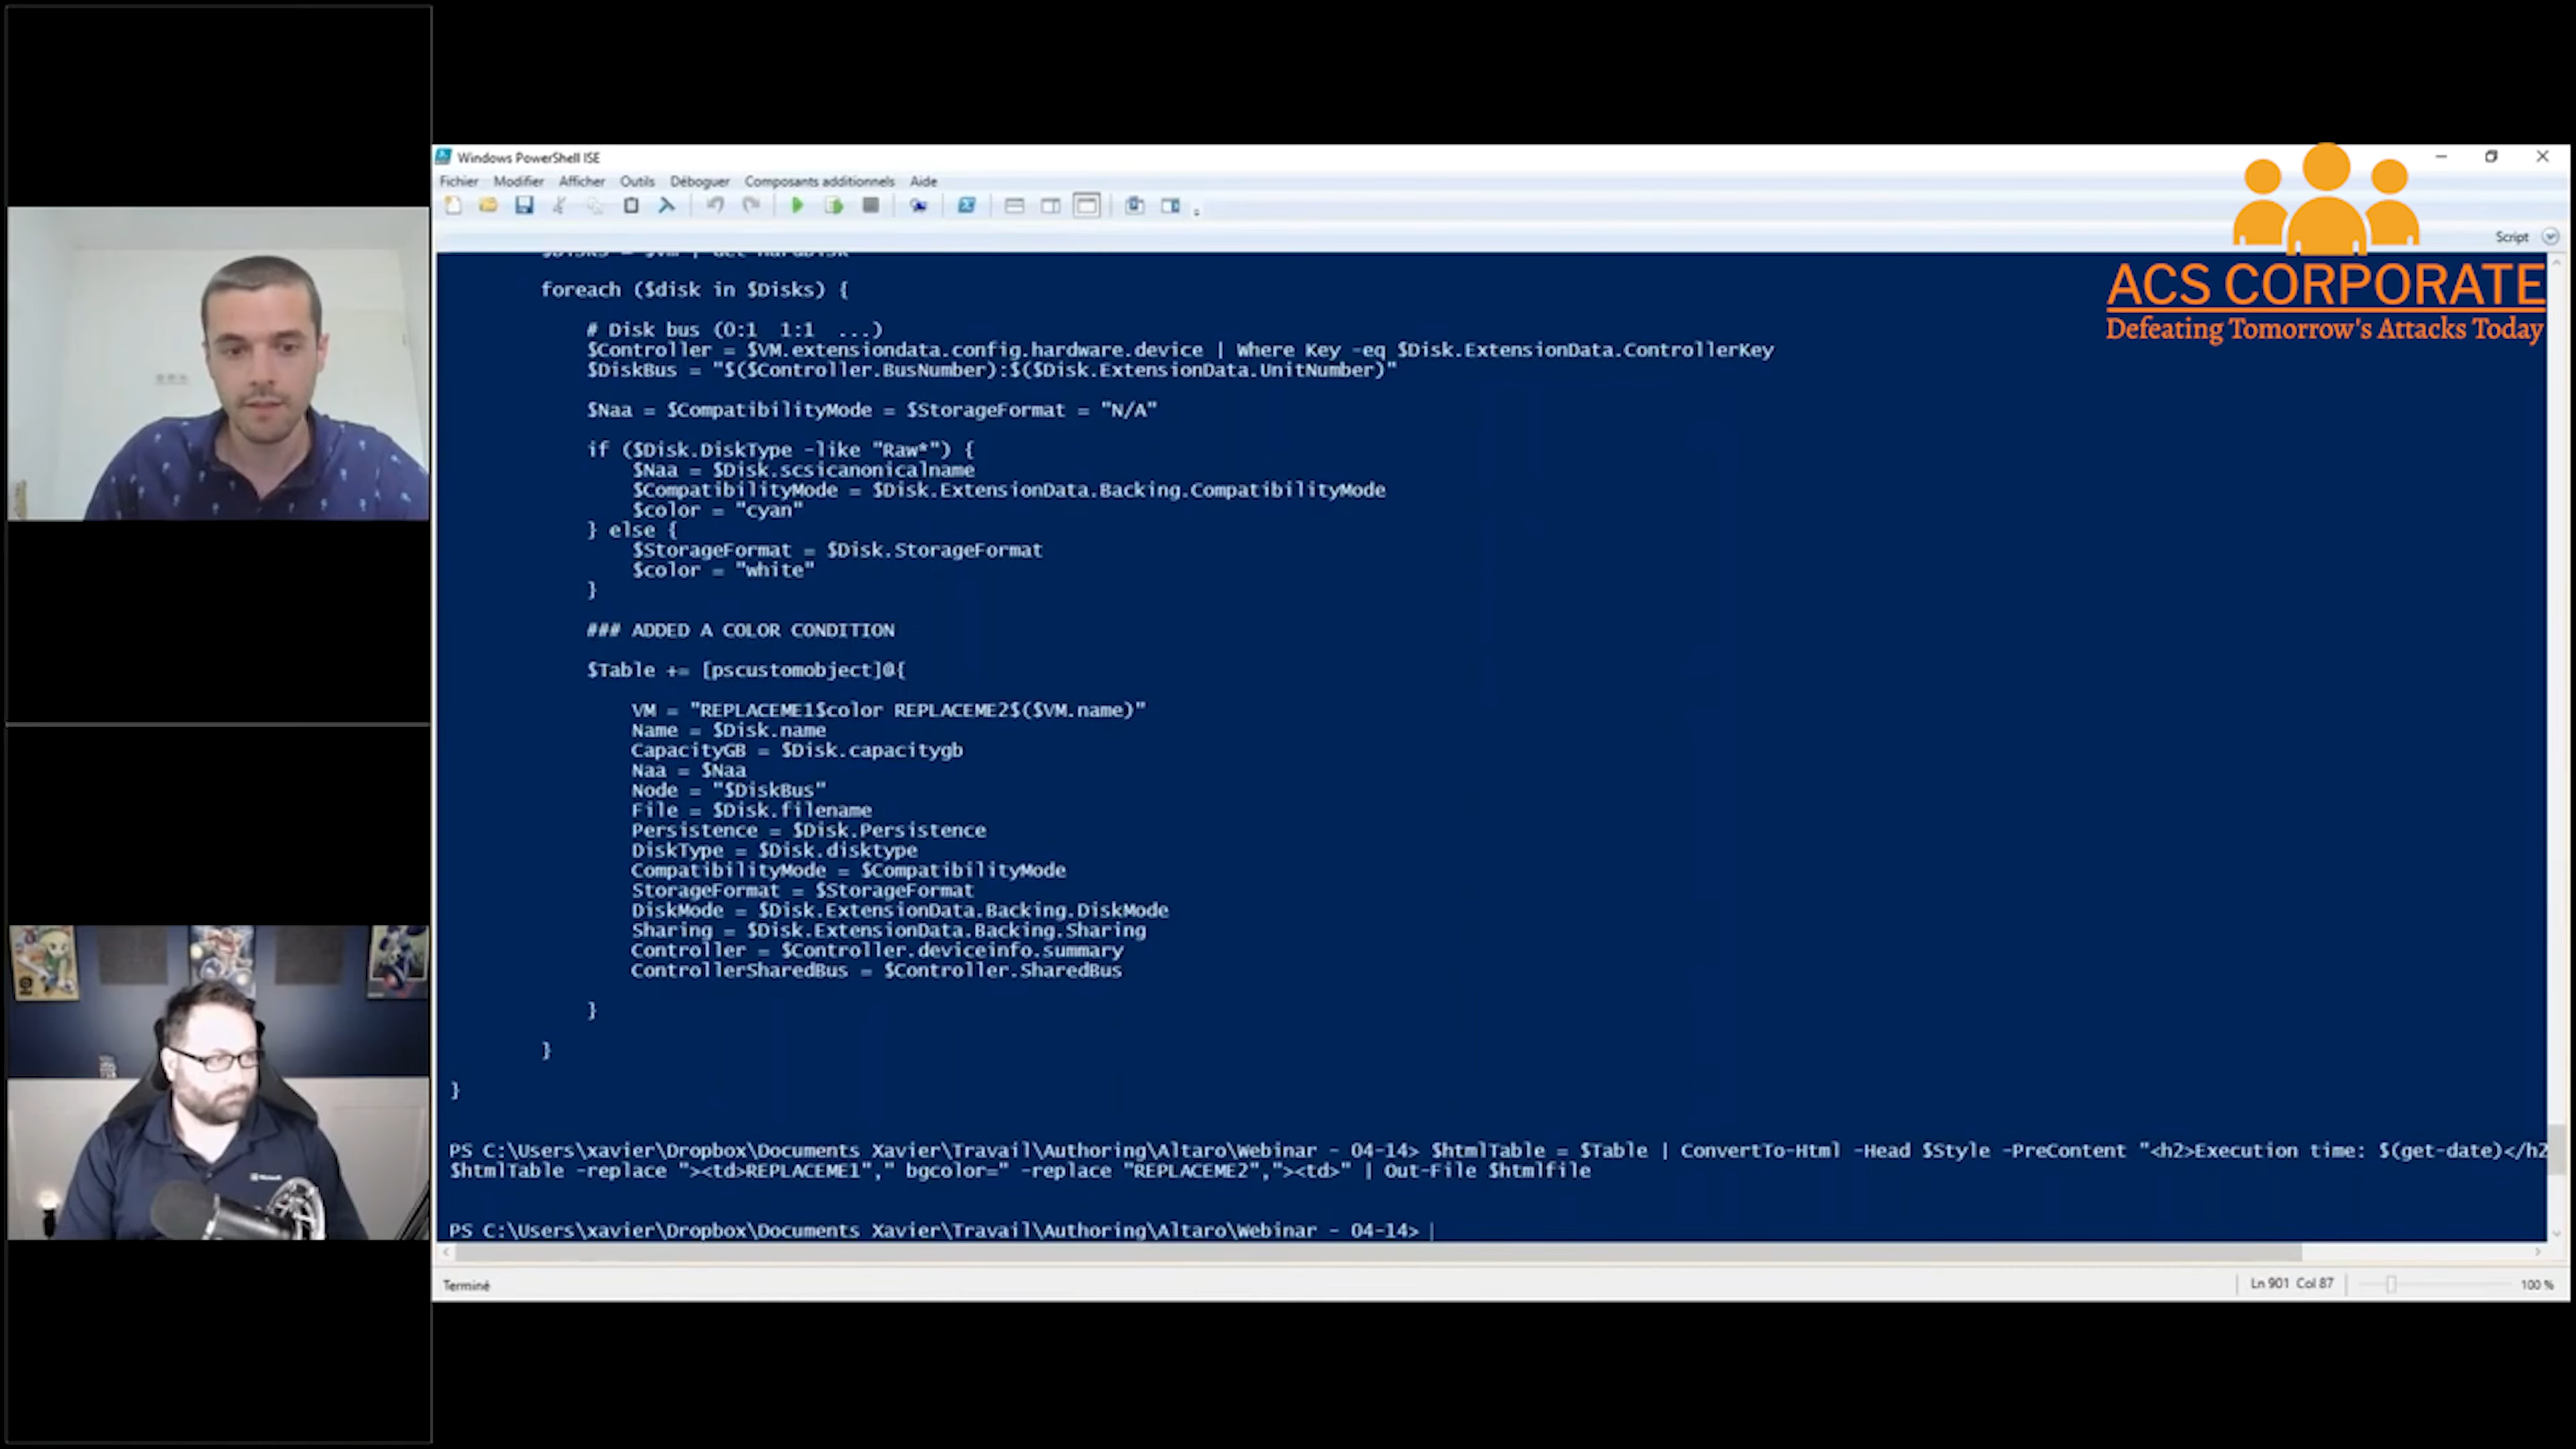 Windows PowerShell ISE
Fichier Modifier Afficher Outils Déboguer Composants additionnels Aide
Script
ACS CORPORATE
Defeating Tomorrow's Attacks Today
$Disks = $vm | Get-HardDisk
foreach ($disk in $Disks) {
# Disk bus (0:1 1:1 ...)
$Controller = $VM.extensiondata.config.hardware.device | Where Key -eq $Disk.ExtensionData.ControllerKey
$DiskBus = "$($Controller.BusNumber):$($Disk.ExtensionData.UnitNumber)"
$Naa = $CompatibilityMode = $StorageFormat = "N/A"
if ($Disk.DiskType -like "Raw*") {
$Naa = $Disk.scsicanonicalname
$CompatibilityMode = $Disk.ExtensionData.Backing.CompatibilityMode
$color = "cyan"
} else {
$StorageFormat = $Disk.StorageFormat
$color = "white"
}
### ADDED A COLOR CONDITION
$Table += [pscustomobject]@{
VM = "REPLACEME1$color REPLACEME2$($VM.name)"
Name = $Disk.name
CapacityGB = $Disk.capacitygb
Naa = $Naa
Node = "$DiskBus"
File = $Disk.filename
Persistence = $Disk.Persistence
DiskType = $Disk.disktype
CompatibilityMode = $CompatibilityMode
StorageFormat = $StorageFormat
DiskMode = $Disk.ExtensionData.Backing.DiskMode
Sharing = $Disk.ExtensionData.Backing.Sharing
Controller = $Controller.deviceinfo.summary
ControllerSharedBus = $Controller.SharedBus
}
}
}
PS C:\Users\xavier\Dropbox\Documents Xavier\Travail\Authoring\Altaro\Webinar - 04-14> $htmlTable = $Table | ConvertTo-Html -Head $Style -PreContent "<h2>Execution time: $(get-date)</h2
$htmlTable -replace "><td>REPLACEME1"," bgcolor=" -replace "REPLACEME2","><td>" | Out-File $htmlfile
PS C:\Users\xavier\Dropbox\Documents Xavier\Travail\Authoring\Altaro\Webinar - 04-14>
Terminé
Ln 901 Col 87
100 %